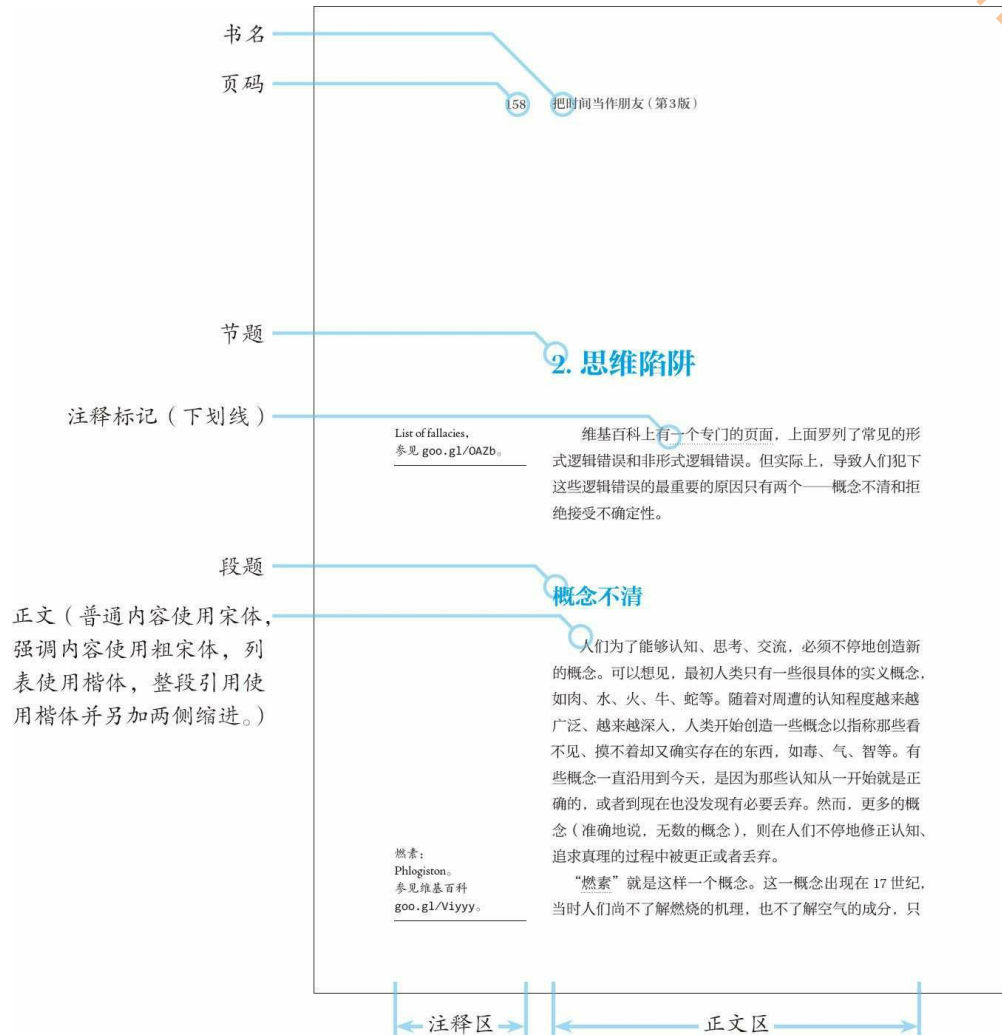 书名
页码
158 把时间当作朋友（第3版）
节题
2. 思维陷阱
注释标记（下划线）
List of fallacies,
参见 goo.gl/OAZb。
维基百科上有一个专门的页面，上面罗列了常见的形
式逻辑错误和非形式逻辑错误。但实际上，导致人们犯下
这些逻辑错误的最重要的原因只有两个——概念不清和拒
绝接受不确定性。
段题
概念不清
正文（普通内容使用宋体，
强调内容使用粗宋体，列
表使用楷体，整段引用使
用楷体并另加两侧缩进。）
人们为了能够认知、思考、交流，必须不停地创造新
的概念。可以想见，最初人类只有一些很具体的实义概念，
如肉、水、火、牛、蛇等。随着对周遭的认知程度越来越
广泛、越来越深入，人类开始创造一些概念以指称那些看
不见、摸不着却又确实存在的东西，如毒、气、智等。有
些概念一直沿用到今天，是因为那些认知从一开始就是正
确的，或者到现在也没发现有必要丢弃。然而，更多的概
念（准确地说，无数的概念），则在人们不停地修正认知、
追求真理的过程中被更正或者丢弃。
燃素：
Phlogiston。
参见维基百科
goo.gl/Viyyy。
“燃素”就是这样一个概念。这一概念出现在 17 世纪，
当时人们尚不了解燃烧的机理，也不了解空气的成分，只
注释区
正文区